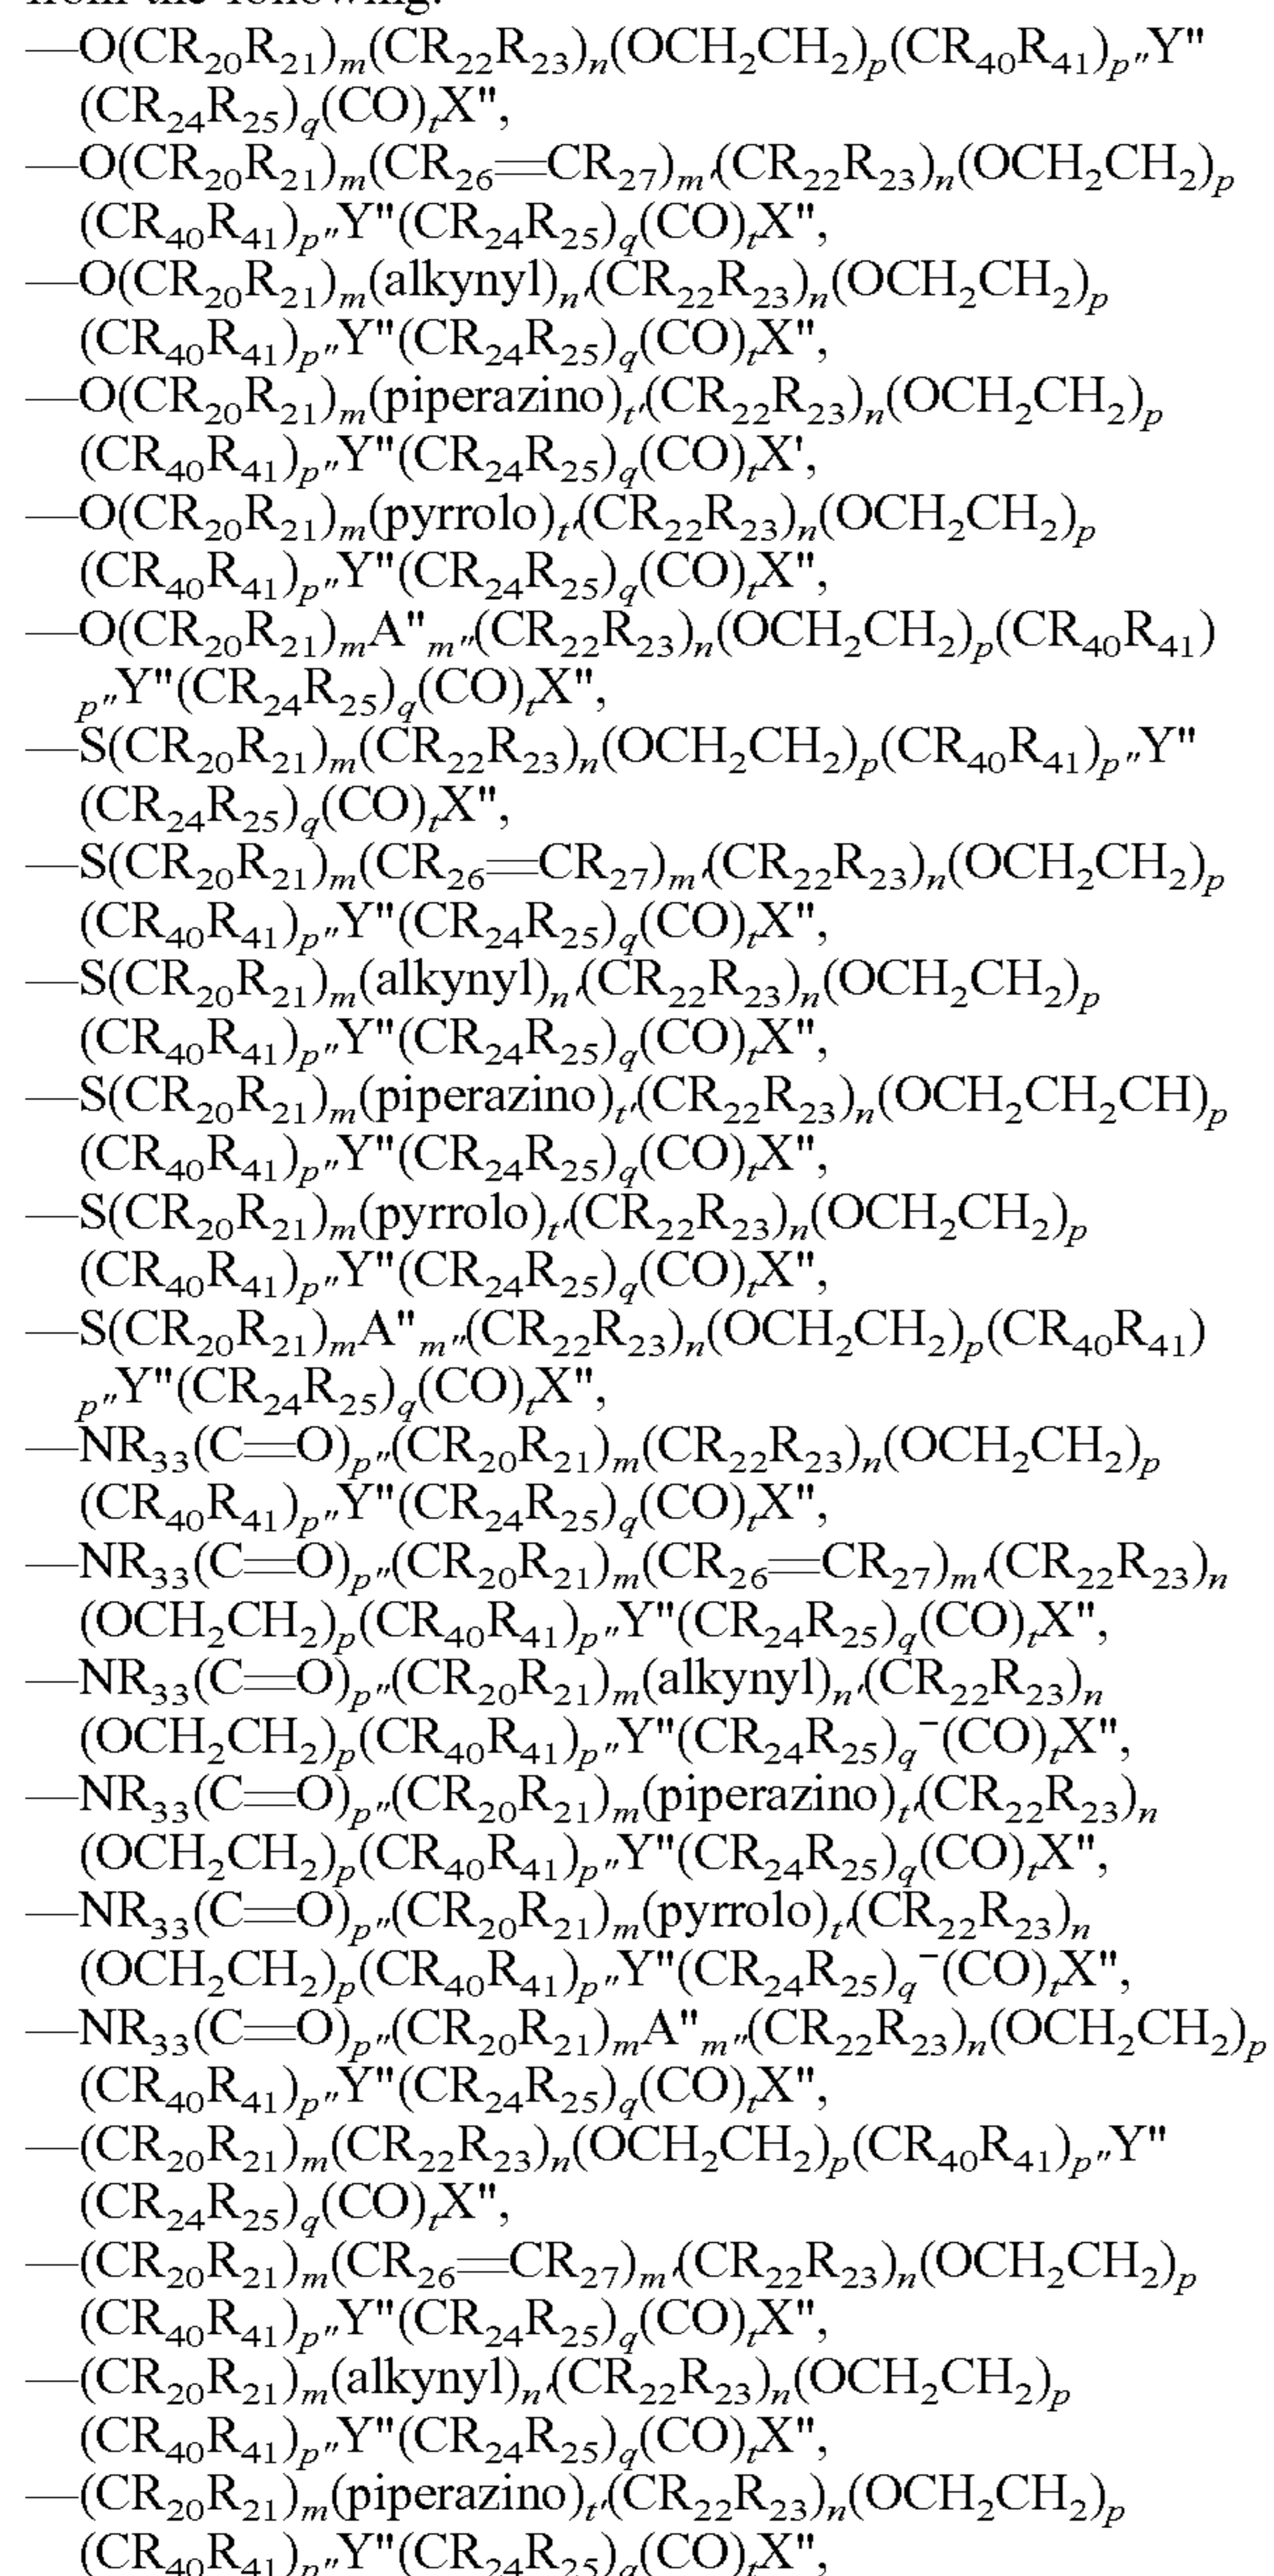 from the following:
—O(CR₂₀R₂₁)ₘ(CR₂₂R₂₃)ₙ(OCH₂CH₂)ₚ(CR₄₀R₄₁)ₚ″Y"
(CR₂₄R₂₅)q(CO)ₜX",
—O(CR₂₀R₂₁)ₘ(CR₂₆═CR₂₇)ₘ′(CR₂₂R₂₃)ₙ(OCH₂CH₂)ₚ
(CR₄₀R₄₁)ₚ″Y"(CR₂₄R₂₅)q(CO)ₜX",
—O(CR₂₀R₂₁)ₘ(alkynyl)ₙ′(CR₂₂R₂₃)ₙ(OCH₂CH₂)ₚ
(CR₄₀R₄₁)ₚ″Y"(CR₂₄R₂₅)q(CO)ₜX",
—O(CR₂₀R₂₁)ₘ(piperazino)ₜ′(CR₂₂R₂₃)ₙ(OCH₂CH₂)ₚ
(CR₄₀R₄₁)ₚ″Y"(CR₂₄R₂₅)q(CO)ₜX',
—O(CR₂₀R₂₁)ₘ(pyrrolo)ₜ′(CR₂₂R₂₃)ₙ(OCH₂CH₂)ₚ
(CR₄₀R₄₁)ₚ″Y"(CR₂₄R₂₅)q(CO)ₜX",
—O(CR₂₀R₂₁)ₘA"ₘ″(CR₂₂R₂₃)ₙ(OCH₂CH₂)ₚ(CR₄₀R₄₁)
ₚ″Y"(CR₂₄R₂₅)q(CO)ₜX",
—S(CR₂₀R₂₁)ₘ(CR₂₂R₂₃)ₙ(OCH₂CH₂)ₚ(CR₄₀R₄₁)ₚ″Y"
(CR₂₄R₂₅)q(CO)ₜX",
—S(CR₂₀R₂₁)ₘ(CR₂₆═CR₂₇)ₘ′(CR₂₂R₂₃)ₙ(OCH₂CH₂)ₚ
(CR₄₀R₄₁)ₚ″Y"(CR₂₄R₂₅)q(CO)ₜX",
—S(CR₂₀R₂₁)ₘ(alkynyl)ₙ′(CR₂₂R₂₃)ₙ(OCH₂CH₂)ₚ
(CR₄₀R₄₁)ₚ″Y"(CR₂₄R₂₅)q(CO)ₜX",
—S(CR₂₀R₂₁)ₘ(piperazino)ₜ′(CR₂₂R₂₃)ₙ(OCH₂CH₂CH)ₚ
(CR₄₀R₄₁)ₚ″Y"(CR₂₄R₂₅)q(CO)ₜX",
—S(CR₂₀R₂₁)ₘ(pyrrolo)ₜ′(CR₂₂R₂₃)ₙ(OCH₂CH₂)ₚ
(CR₄₀R₄₁)ₚ″Y"(CR₂₄R₂₅)q(CO)ₜX",
—S(CR₂₀R₂₁)ₘA"ₘ″(CR₂₂R₂₃)ₙ(OCH₂CH₂)ₚ(CR₄₀R₄₁)
ₚ″Y"(CR₂₄R₂₅)q(CO)ₜX",
—NR₃₃(C═O)ₚ″(CR₂₀R₂₁)ₘ(CR₂₂R₂₃)ₙ(OCH₂CH₂)ₚ
(CR₄₀R₄₁)ₚ″Y"(CR₂₄R₂₅)q(CO)ₜX",
—NR₃₃(C═O)ₚ″(CR₂₀R₂₁)ₘ(CR₂₆═CR₂₇)ₘ′(CR₂₂R₂₃)ₙ
(OCH₂CH₂)ₚ(CR₄₀R₄₁)ₚ″Y"(CR₂₄R₂₅)q(CO)ₜX",
—NR₃₃(C═O)ₚ″(CR₂₀R₂₁)ₘ(alkynyl)ₙ′(CR₂₂R₂₃)ₙ
(OCH₂CH₂)ₚ(CR₄₀R₄₁)ₚ″Y"(CR₂₄R₂₅)q⁻(CO)ₜX",
—NR₃₃(C═O)ₚ″(CR₂₀R₂₁)ₘ(piperazino)ₜ′(CR₂₂R₂₃)ₙ
(OCH₂CH₂)ₚ(CR₄₀R₄₁)ₚ″Y"(CR₂₄R₂₅)q(CO)ₜX",
—NR₃₃(C═O)ₚ″(CR₂₀R₂₁)ₘ(pyrrolo)ₜ′(CR₂₂R₂₃)ₙ
(OCH₂CH₂)ₚ(CR₄₀R₄₁)ₚ″Y"(CR₂₄R₂₅)q⁻(CO)ₜX",
—NR₃₃(C═O)ₚ″(CR₂₀R₂₁)ₘA"ₘ″(CR₂₂R₂₃)ₙ(OCH₂CH₂)ₚ
(CR₄₀R₄₁)ₚ″Y"(CR₂₄R₂₅)q(CO)ₜX",
—(CR₂₀R₂₁)ₘ(CR₂₂R₂₃)ₙ(OCH₂CH₂)ₚ(CR₄₀R₄₁)ₚ″Y"
(CR₂₄R₂₅)q(CO)ₜX",
—(CR₂₀R₂₁)ₘ(CR₂₆═CR₂₇)ₘ′(CR₂₂R₂₃)ₙ(OCH₂CH₂)ₚ
(CR₄₀R₄₁)ₚ″Y"(CR₂₄R₂₅)q(CO)ₜX",
—(CR₂₀R₂₁)ₘ(alkynyl)ₙ′(CR₂₂R₂₃)ₙ(OCH₂CH₂)ₚ
(CR₄₀R₄₁)ₚ″Y"(CR₂₄R₂₅)q(CO)ₜX",
—(CR₂₀R₂₁)ₘ(piperazino)ₜ′(CR₂₂R₂₃)ₙ(OCH₂CH₂)ₚ
(CR₄₀R₄₁)ₚ″Y"(CR₂₄R₂₅)q(CO)ₜX",